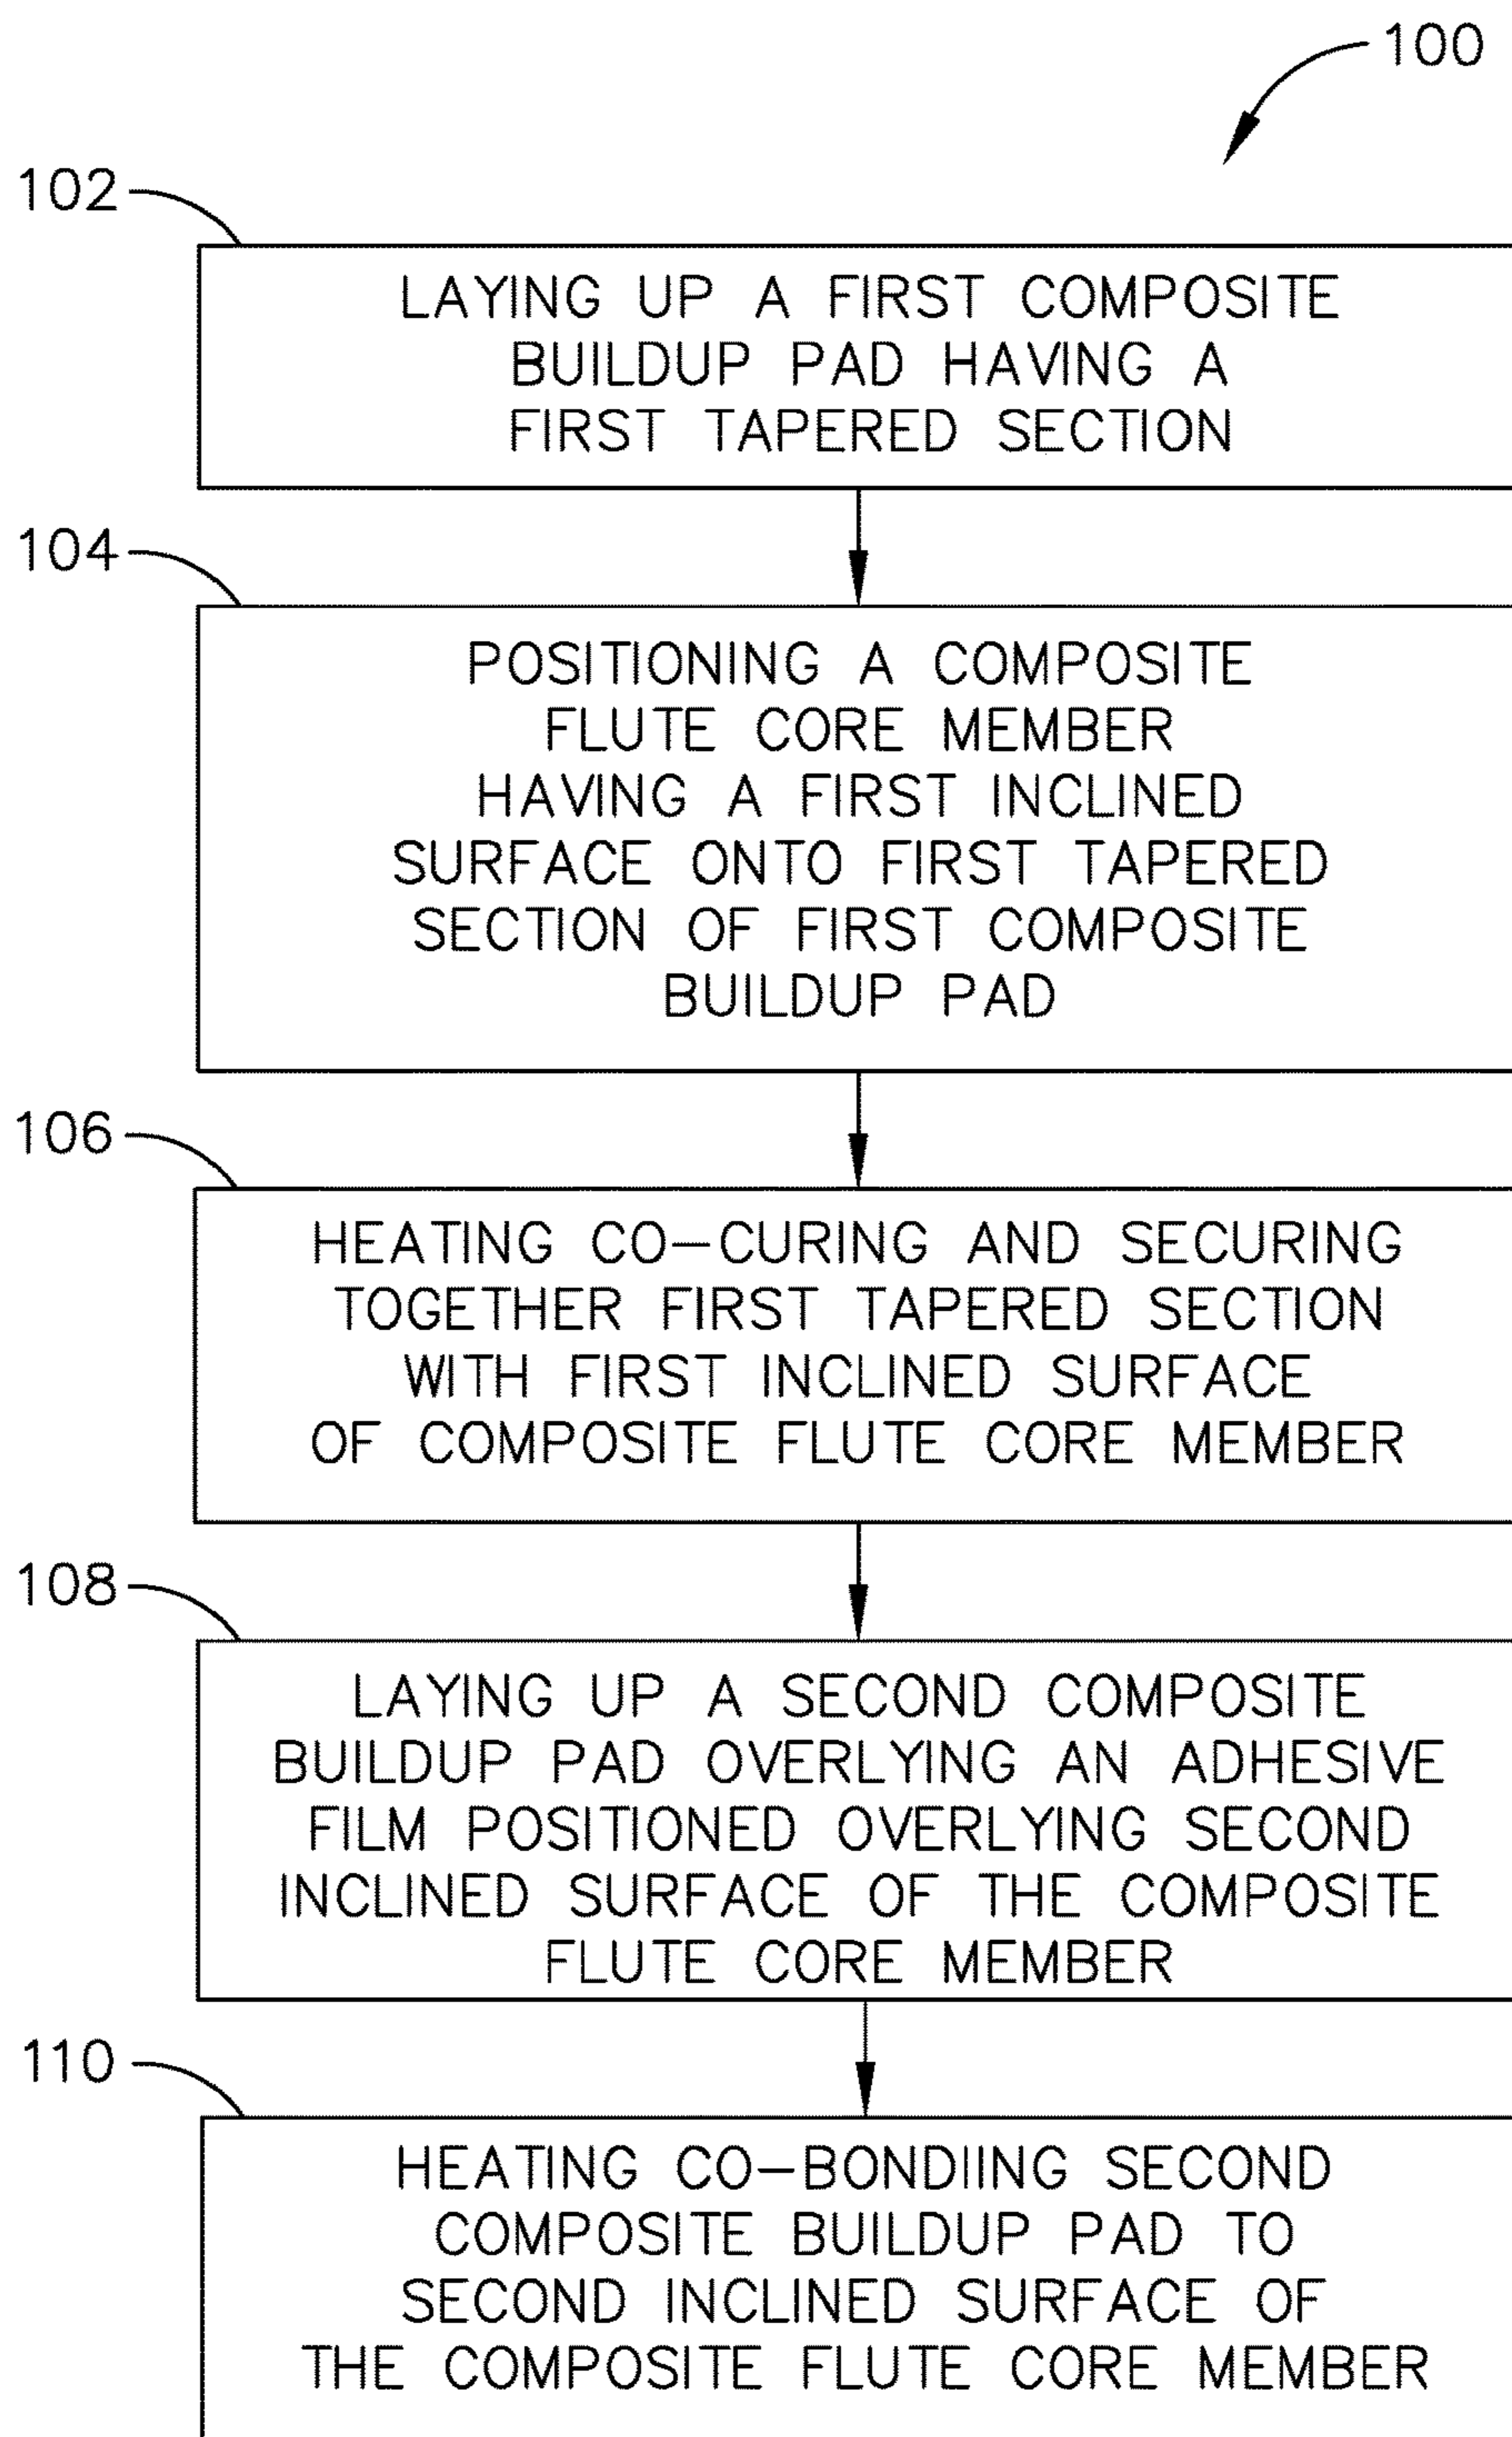 100
102
LAYING UP A FIRST COMPOSITE
BUILDUP PAD HAVING A
FIRST TAPERED SECTION
104
POSITIONING A COMPOSITE
FLUTE CORE MEMBER
HAVING A FIRST INCLINED
SURFACE ONTO FIRST TAPERED
SECTION OF FIRST COMPOSITE
BUILDUP PAD
106
HEATING CO-CURING AND SECURING
TOGETHER FIRST TAPERED SECTION
WITH FIRST INCLINED SURFACE
OF COMPOSITE FLUTE CORE MEMBER
108
LAYING UP A SECOND COMPOSITE
BUILDUP PAD OVERLYING AN ADHESIVE
FILM POSITIONED OVERLYING SECOND
INCLINED SURFACE OF THE COMPOSITE
FLUTE CORE MEMBER
110
HEATING CO-BONDIING SECOND
COMPOSITE BUILDUP PAD TO
SECOND INCLINED SURFACE OF
THE COMPOSITE FLUTE CORE MEMBER